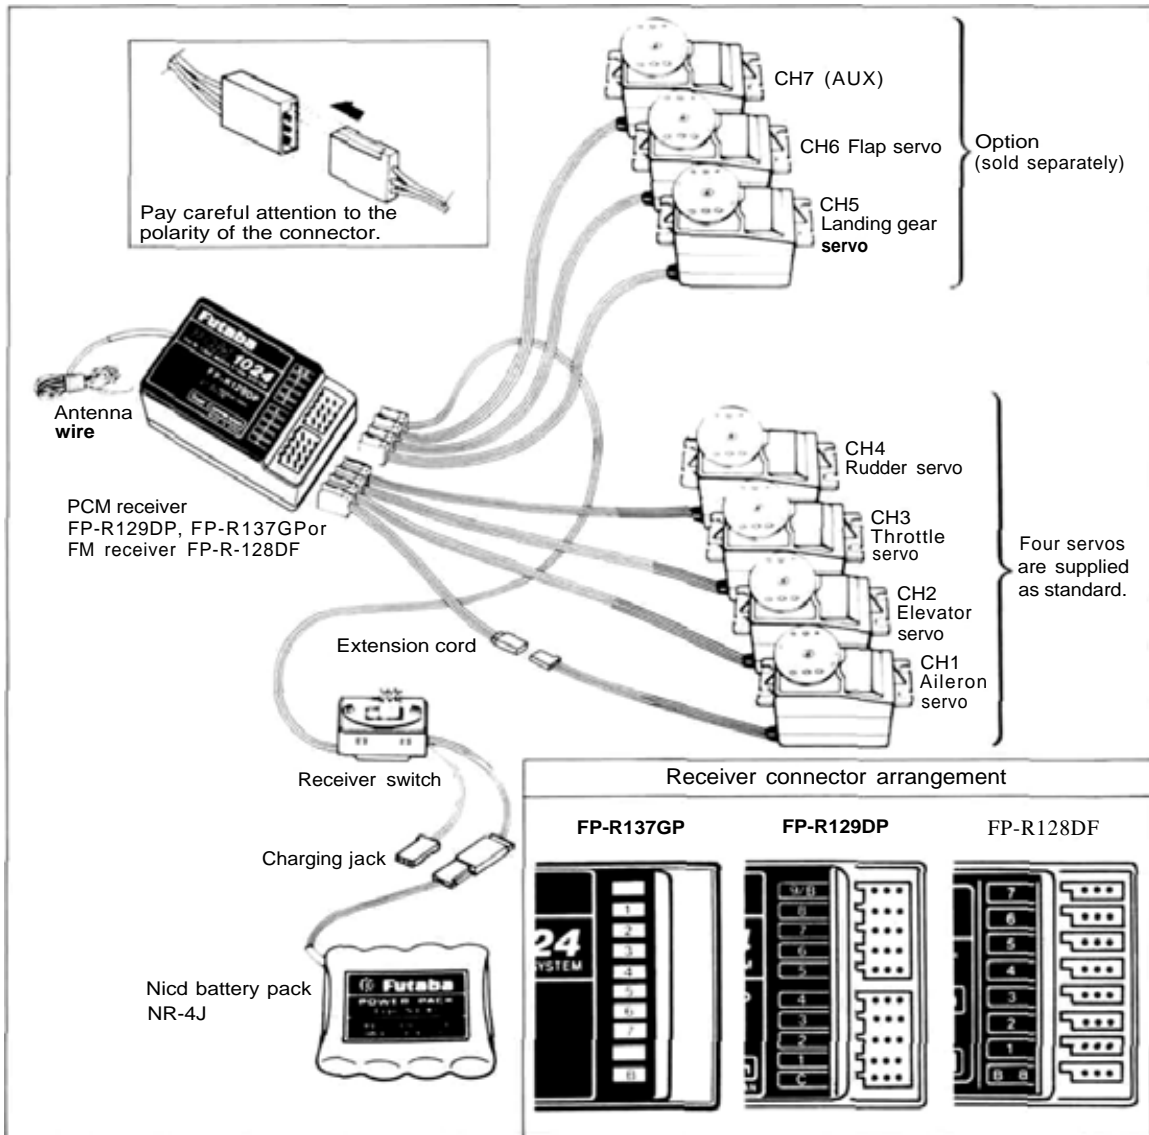 Pay careful attention to the
polarity of the connector.
CH7 (AUX)
CH6 Flap servo
CH5
Landing gear
servo
Option
(sold separately)
Futaba
1024
Antenna
wire
PCM receiver
FP-R129DP, FP-R137GPor
FM receiver FP-R-128DF
CH4
Rudder servo
CH3
Throttle
servo
CH2
Elevator
servo
CH1
Aileron
servo
Four servos
are supplied
as standard.
Extension cord
Receiver switch
Charging jack
Nicd battery pack
NR-4J
Futaba
POWER PACK
Receiver connector arrangement
FP-R137GP
24
SYSTEM
1
2
3
4
5
6
7
B
FP-R129DP
9/B
8
7
6
5
4
3
2
1
C
FP-R128DF
7
6
5
4
3
2
1
B B